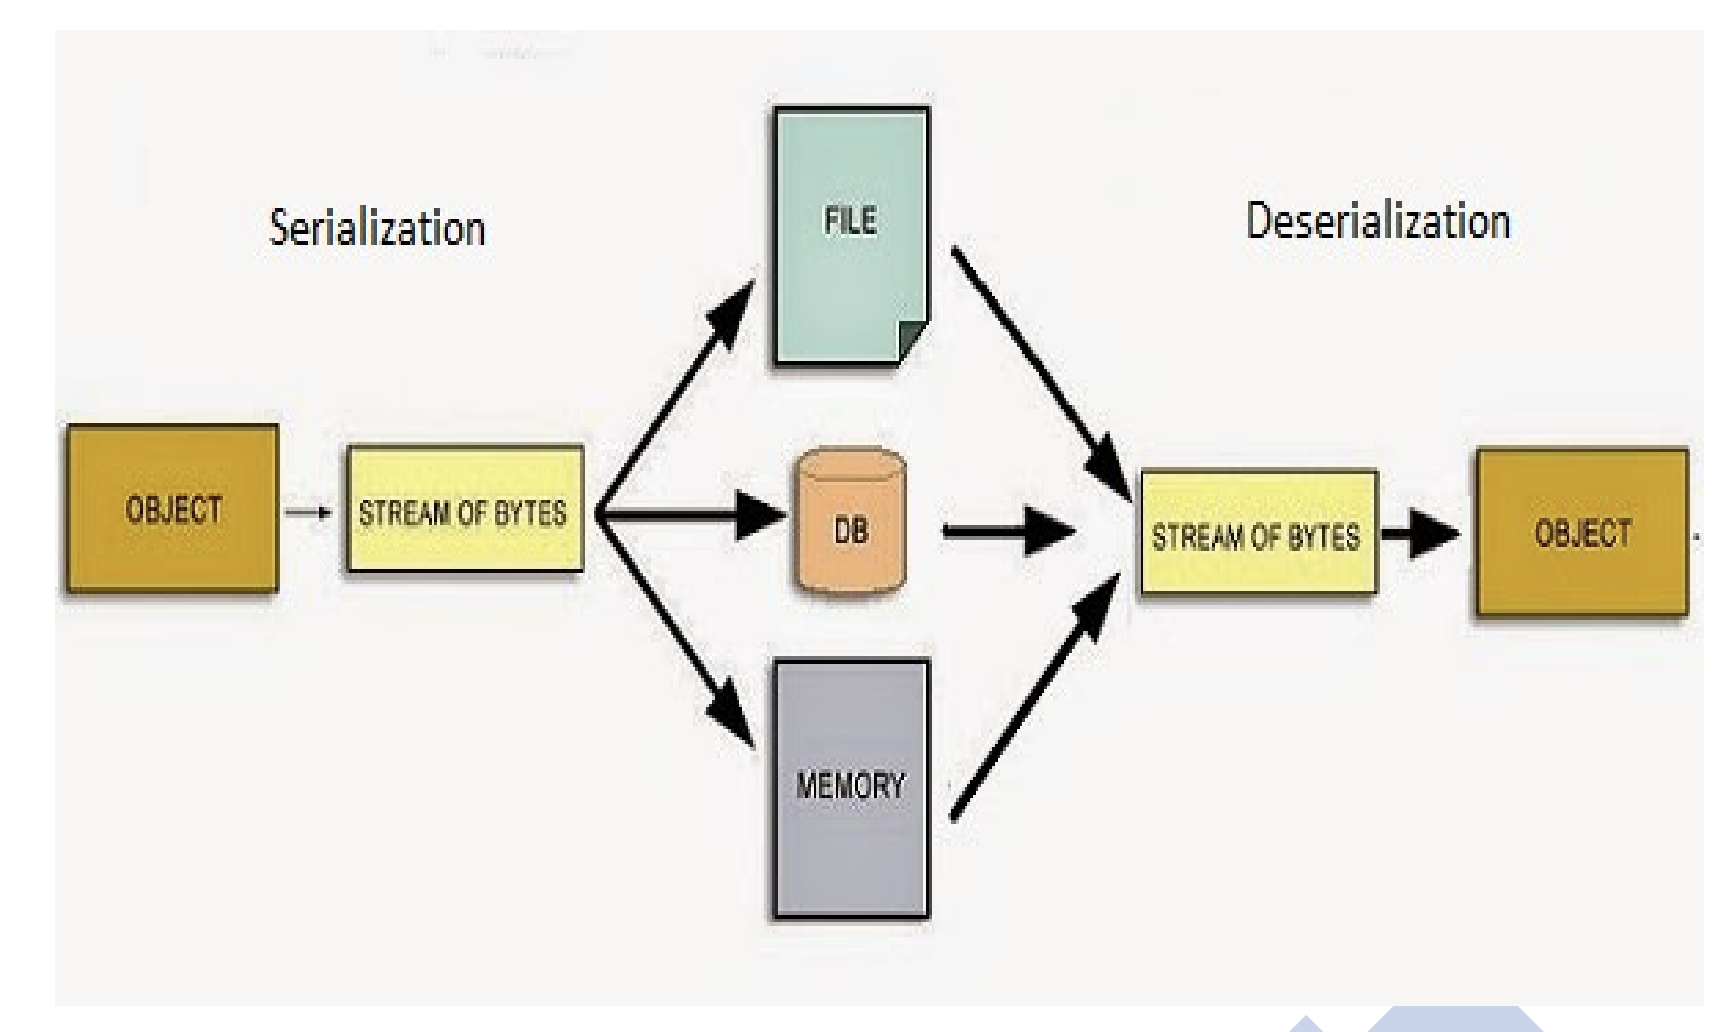 Serialization
Deserialization
FILE
OBJECT
STREAM OF BYTES
DB
STREAM OF BYTES
OBJECT
MEMORY